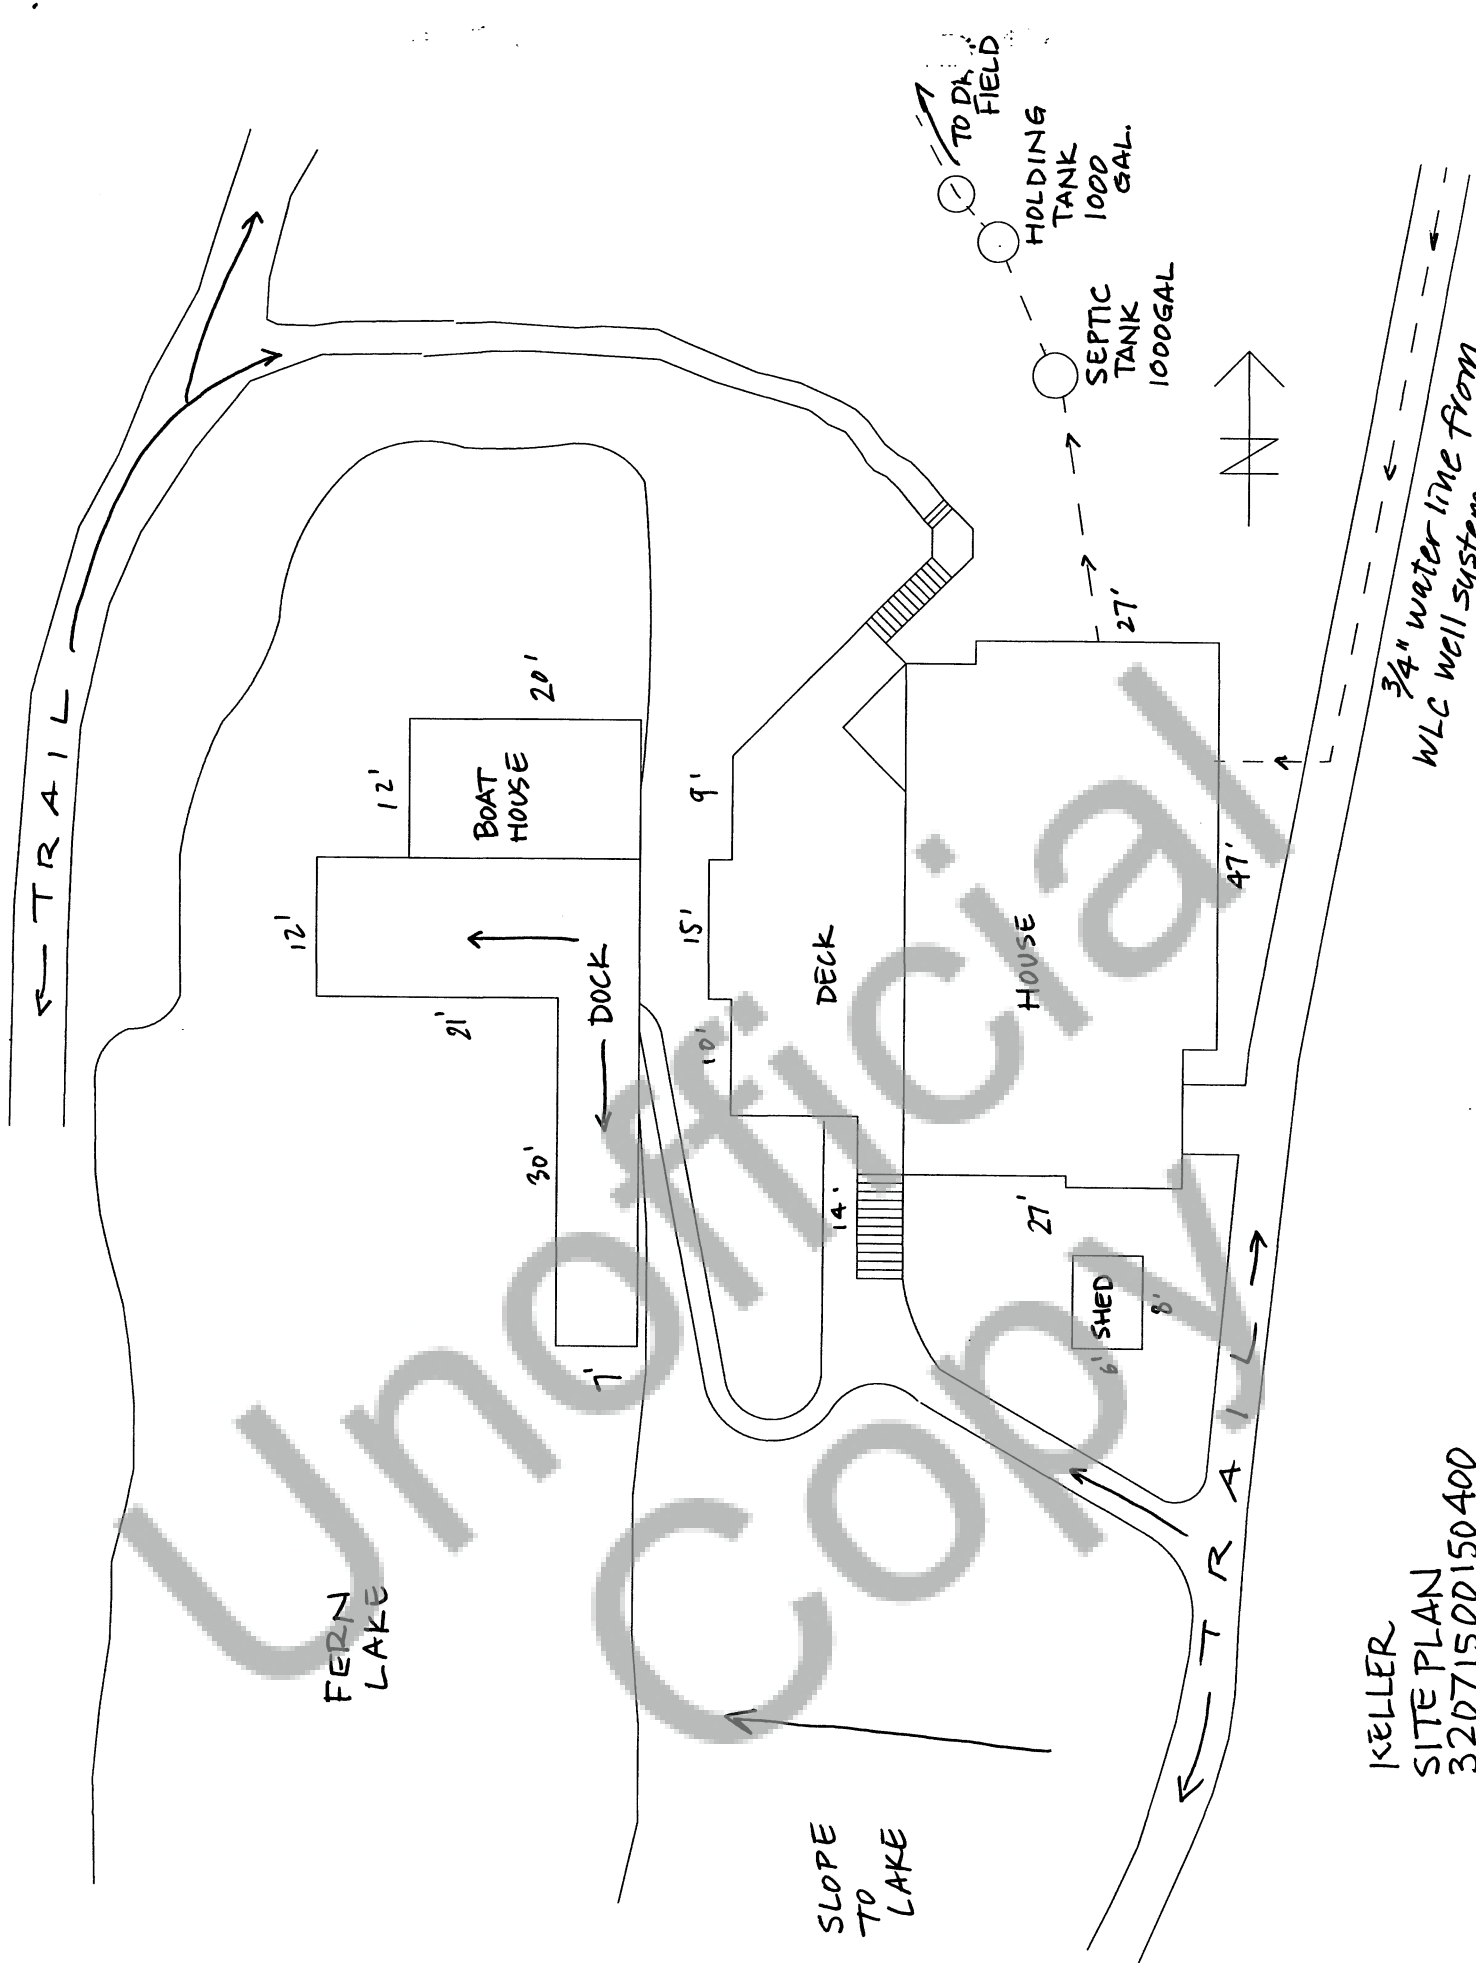 ← TRAIL
12'
20'
BOAT
HOUSE
12'
21'
DOCK
30'
7'
9'
15'
10'
14'
DECK
HOUSE
27'
47'
27'
SHED
6'
8'
TO
FIELD
HOLDING
TANK
1000
GAL.
SEPTIC
TANK
1000GAL
N
3/4" water line from
WLC well system
← TRAIL →
FERN
LAKE
SLOPE
TO
LAKE
KELLER
SITE PLAN
32071500150400
Unofficial
Copy